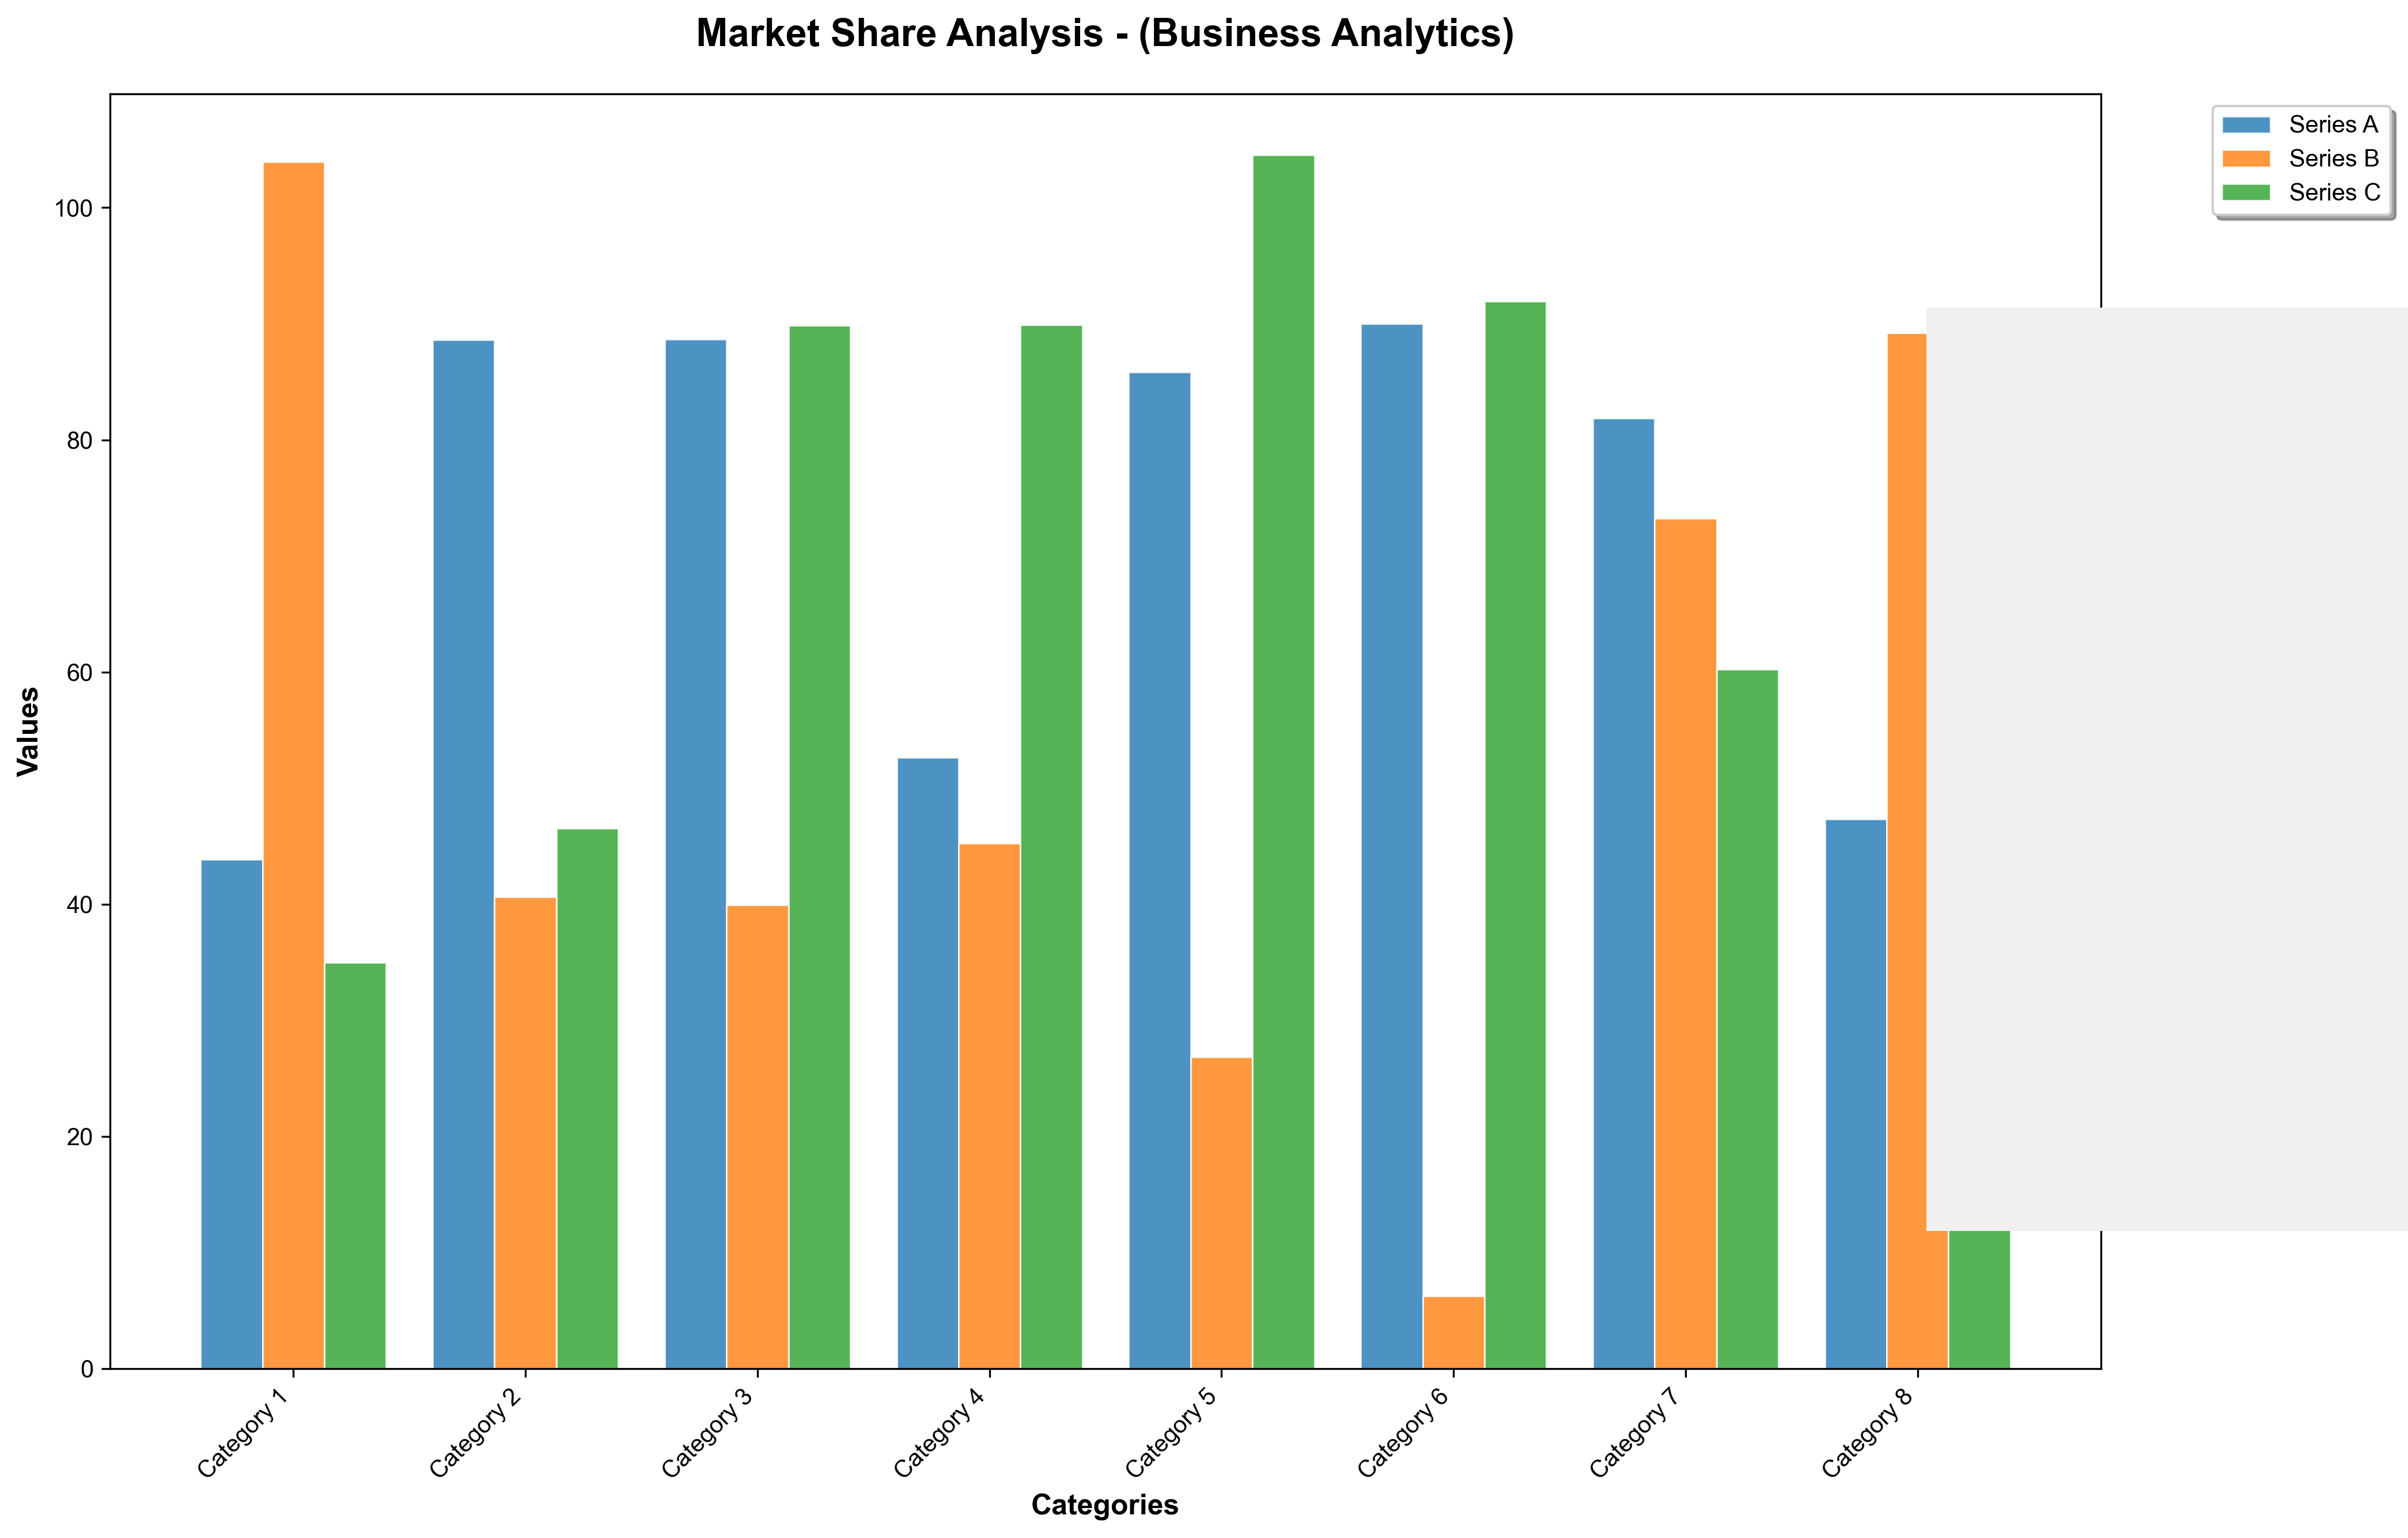 Market Share Analysis - (Business Analytics)
Series A
Series B
Series C
Values
100
80
60
40
20
0
Category 1
Category 2
Category 3
Category 4
Category 5
Category 6
Category 7
Category 8
Categories